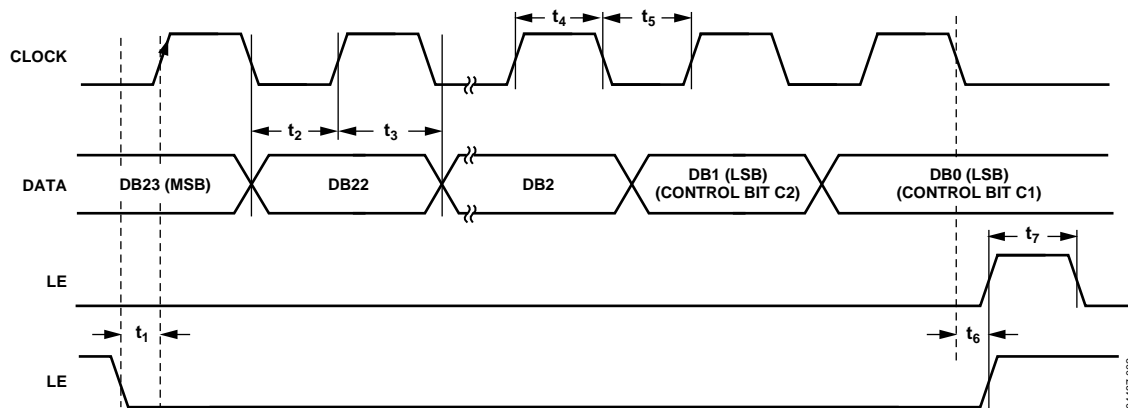 t4
t5
CLOCK
t2
t3
DATA
DB23 (MSB)
DB22
DB2
DB1 (LSB)
(CONTROL BIT C2)
DB0 (LSB)
(CONTROL BIT C1)
t7
LE
t1
t6
LE